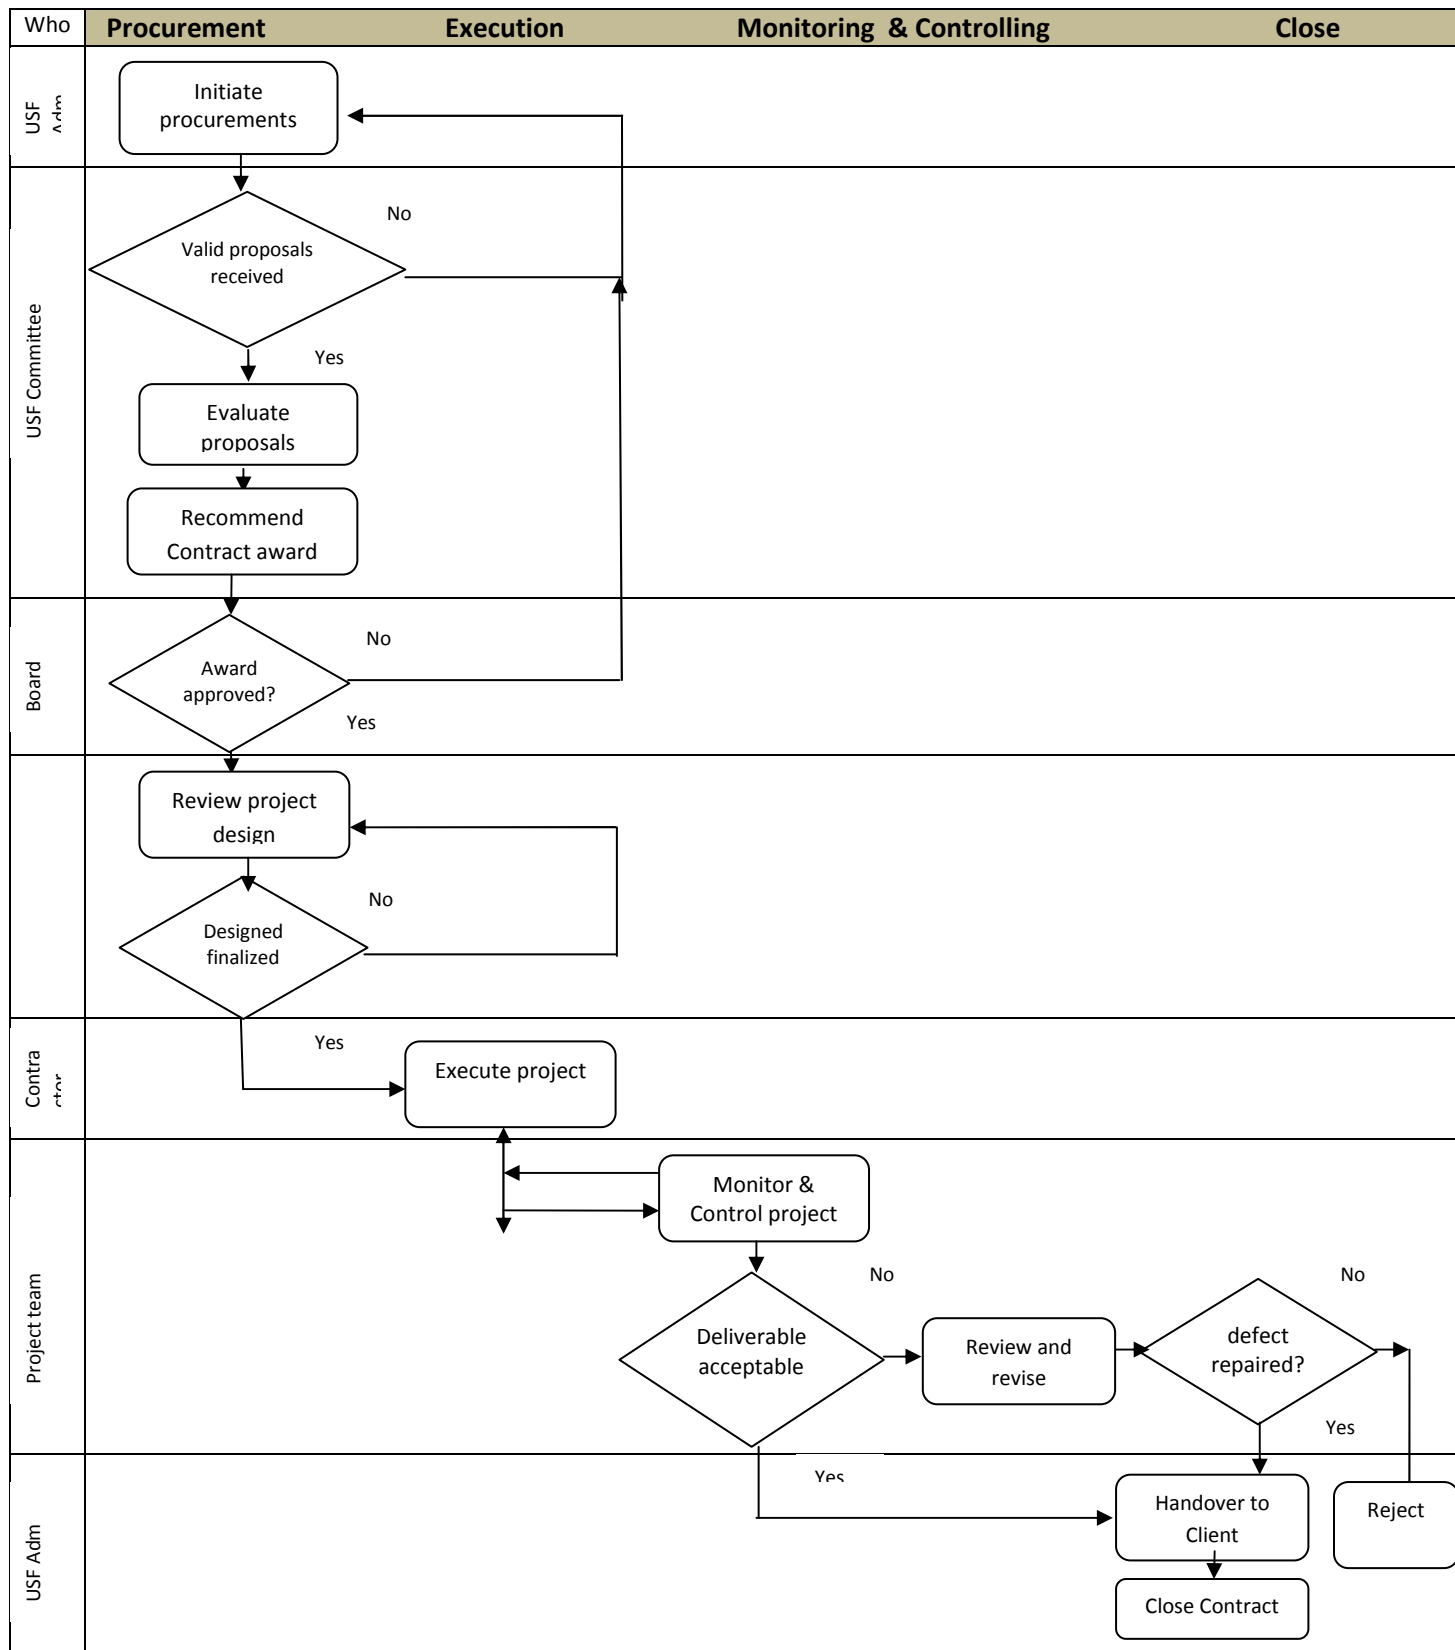 Who Procurement Execution Monitoring & Controlling Close
USF
Adm
Initiate
procurements
USF Committee
Valid proposals
received
No
Yes
Evaluate
proposals
Recommend
Contract award
Board
Award
approved?
No
Yes
Review project
design
Designed
finalized
No
Yes
Contra
ctor
Execute project
Project team
Monitor &
Control project
Deliverable
acceptable
No
Review and
revise
defect
repaired?
No
Yes
Yes
USF Adm
Handover to
Client
Reject
Close Contract